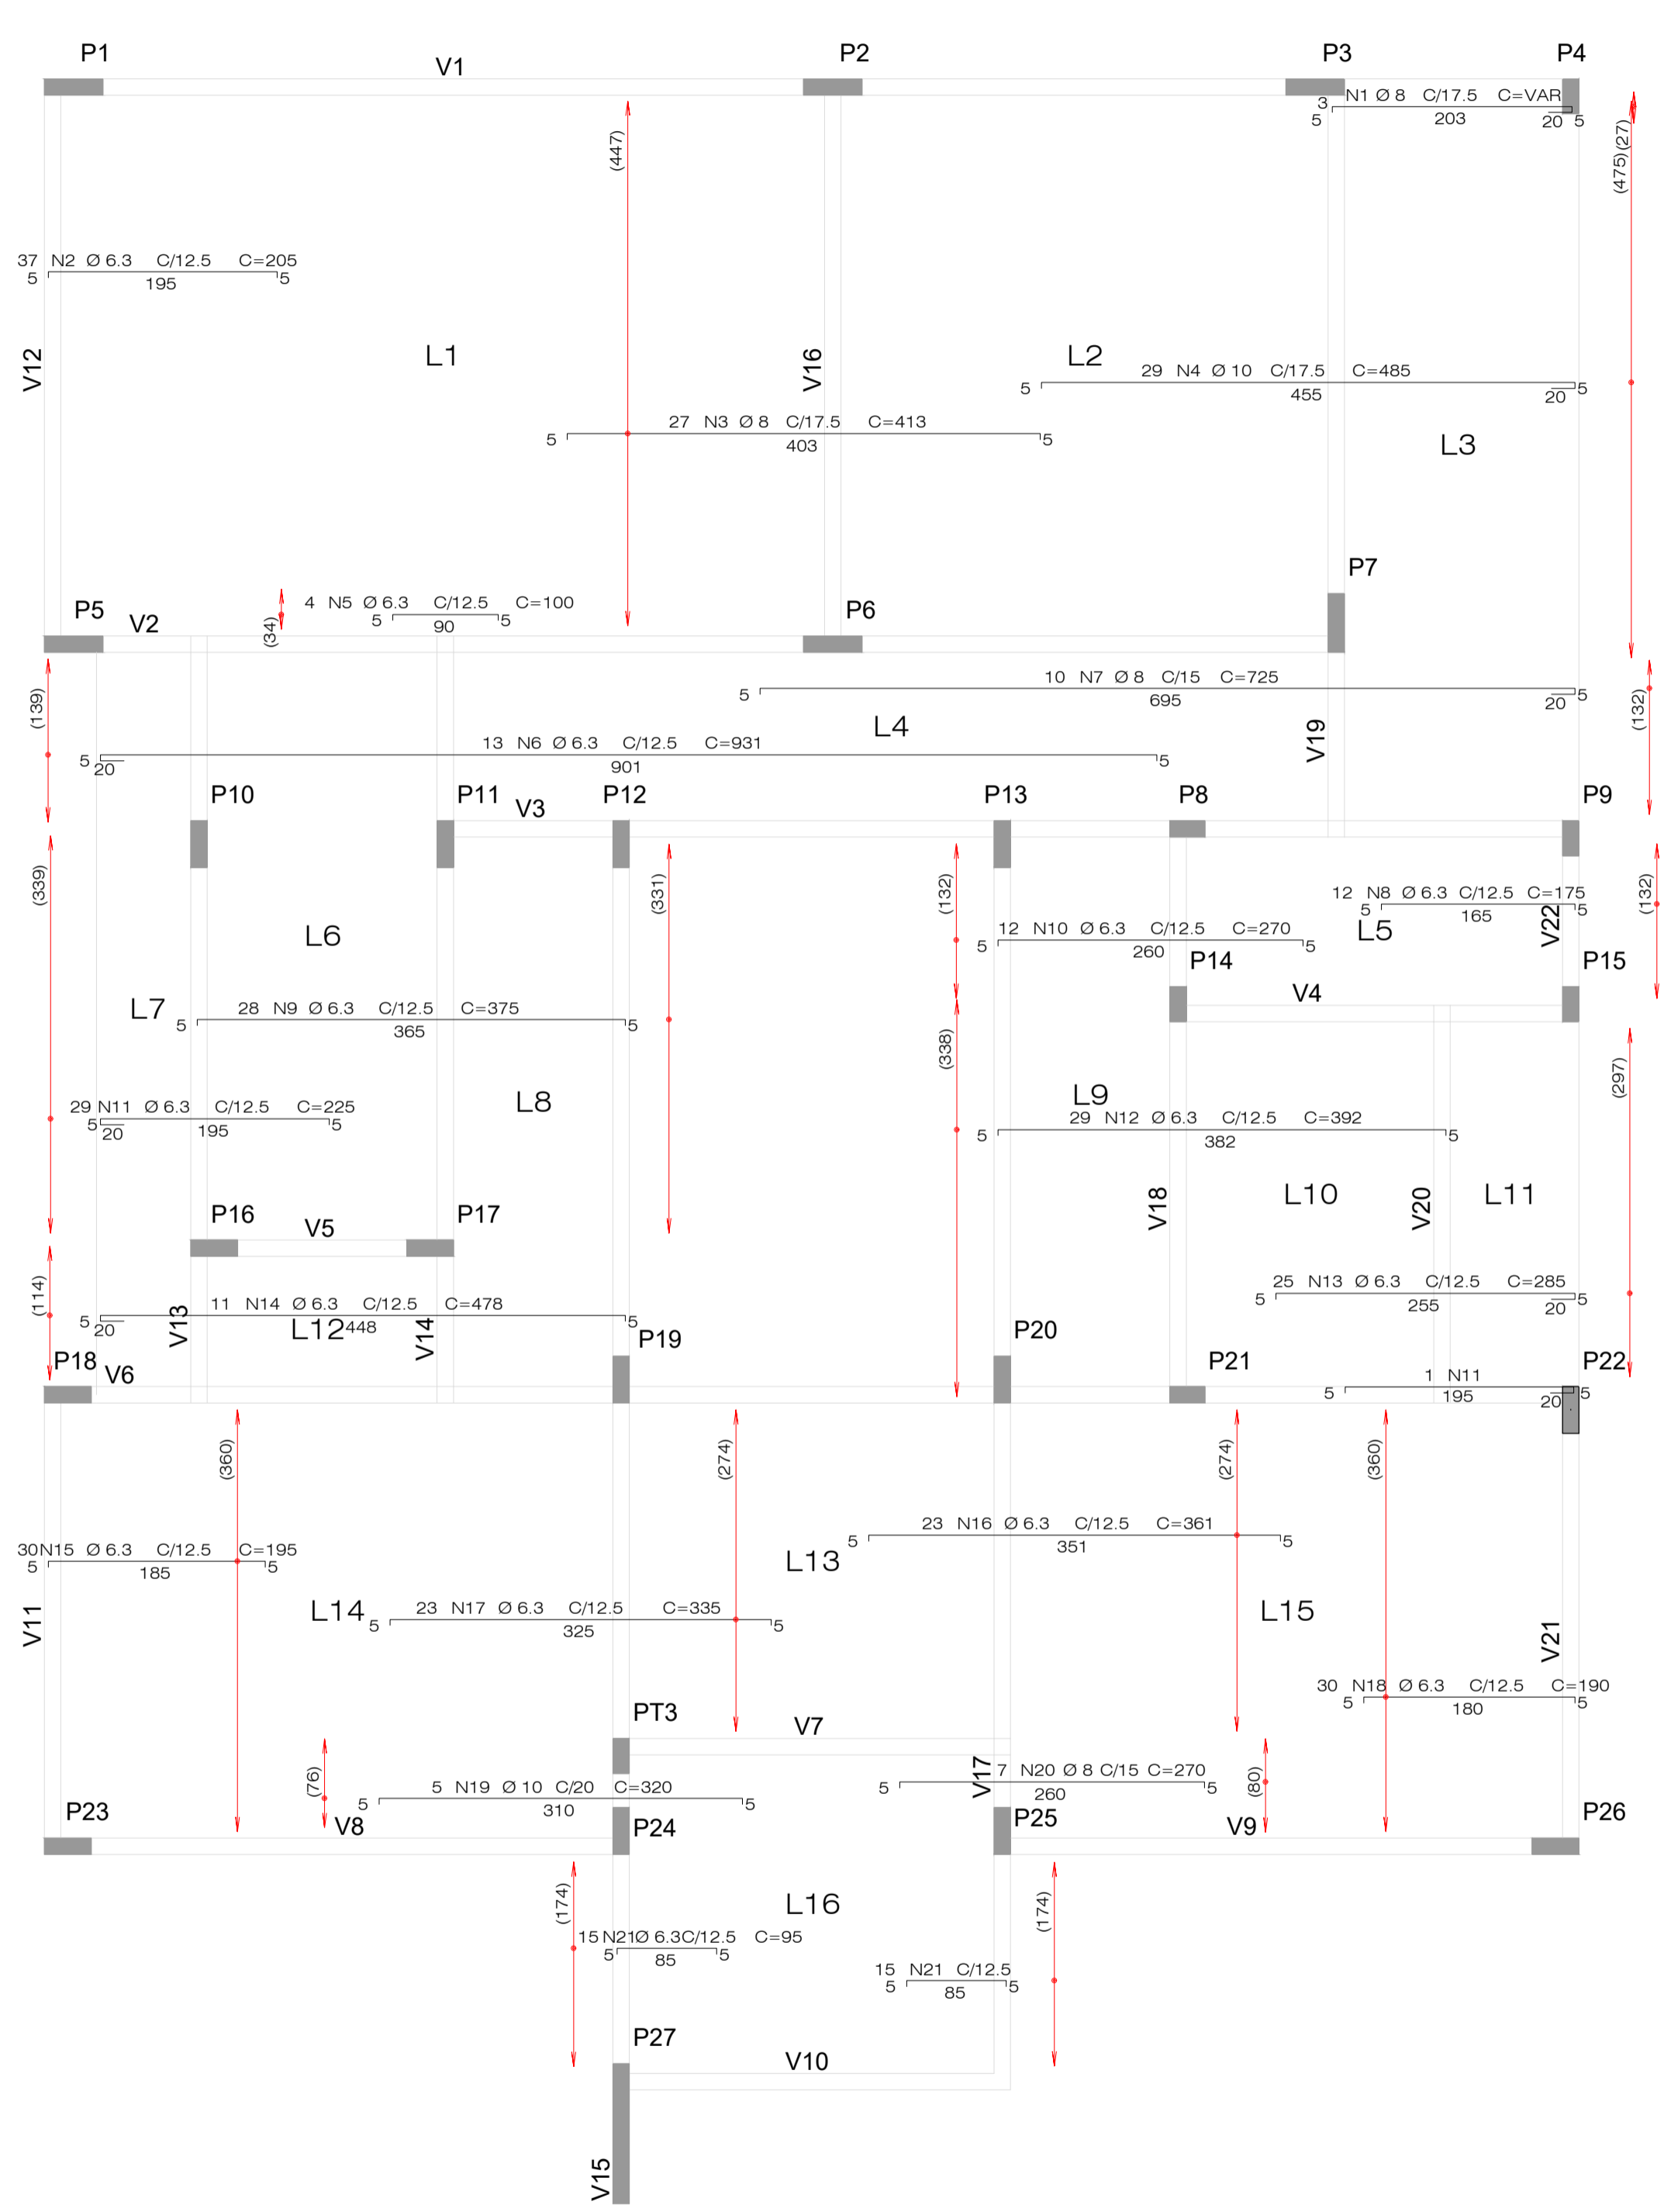 P1
V1
P2
P3
P4
3 N1 Ø 8 C/17.5 C=VAR
5 203 20 5
(27)
(475)
(447)
37 N2 Ø 6.3 C/12.5 C=205
5 195 5
V12
L1
V16
L2
29 N4 Ø 10 C/17.5 C=485
5 455 20 5
27 N3 Ø 8 C/17.5 C=413
5 403 5
L3
P7
P5
V2
(34)
4 N5 Ø 6.3 C/12.5 C=100
5 90 5
P6
(139)
10 N7 Ø 8 C/15 C=725
5 695 20 5
(132)
L4
V19
13 N6 Ø 6.3 C/12.5 C=931
5 20 901 5
P10
P11
V3
P12
P13
P8
P9
(339)
(331)
(132)
12 N8 Ø 6.3 C/12.5 C=175
5 165 5
(132)
V22
L5
L6
12 N10 Ø 6.3 C/12.5 C=270
5 260 5
P14
P15
V4
L7
28 N9 Ø 6.3 C/12.5 C=375
5 365 5
(338)
(297)
L8
L9
29 N11 Ø 6.3 C/12.5 C=225
5 20 195 5
29 N12 Ø 6.3 C/12.5 C=392
5 382 5
V18
L10
V20
L11
P16
V5
P17
(114)
25 N13 Ø 6.3 C/12.5 C=285
5 255 20 5
11 N14 Ø 6.3 C/12.5 C=478
5 20 448 5
V13
L12
V14
P19
P20
P18
V6
P21
P22
1 N11
5 195 20 5
(360)
(274)
(274)
(360)
23 N16 Ø 6.3 C/12.5 C=361
5 351 5
30 N15 Ø 6.3 C/12.5 C=195
5 185 5
L13
V11
L14
23 N17 Ø 6.3 C/12.5 C=335
5 325 5
L15
V21
30 N18 Ø 6.3 C/12.5 C=190
5 180 5
PT3
V7
(76)
5 N19 Ø 10 C/20 C=320
5 310 5
V17
7 N20 Ø 8 C/15 C=270
5 260 5
(80)
P23
V8
P24
P25
V9
P26
(174)
L16
(174)
15 N21 Ø 6.3 C/12.5 C=95
5 85 5
15 N21 C/12.5
5 85 5
P27
V10
V15